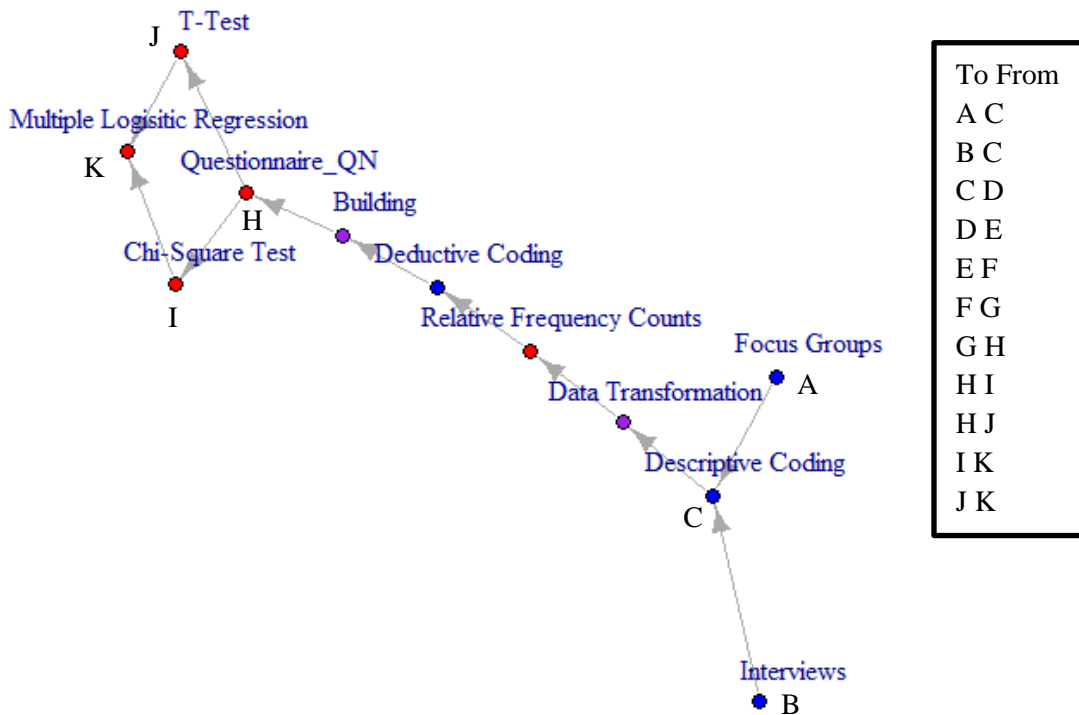 T-Test
J
Multiple Logisitic Regression
K
Questionnaire_QN
H
Building
Chi-Square Test
Deductive Coding
I
Relative Frequency Counts
Focus Groups
A
Data Transformation
Descriptive Coding
C
Interviews
B
To From
A C
B C
C D
D E
E F
F G
G H
H I
H J
I K
J K